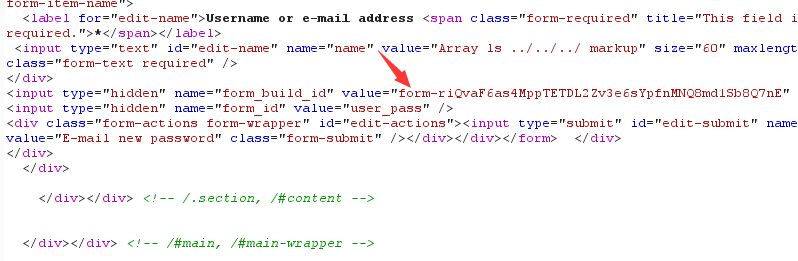 form-item-name">
<label for="edit-name">Username or e-mail address <span class="form-required" title="This field i
required.">*</span></label>
<input type="text" id="edit-name" name="name" value="Array ls ../../../ markup" size="60" maxlengt
class="form-text required" />
</div>
<input type="hidden" name="form_build_id" value="form-riQvaF6as4MppTETDL2Zv3e6sYpfnMNQ8md1Sb8Q7nE"
<input type="hidden" name="form_id" value="user_pass" />
<div class="form-actions form-wrapper" id="edit-actions"><input type="submit" id="edit-submit" name
value="E-mail new password" class="form-submit" /></div></div></form>  </div>
</div>
</div>
</div></div> <!-- /.section, /#content -->
</div></div> <!-- /#main, /#main-wrapper -->